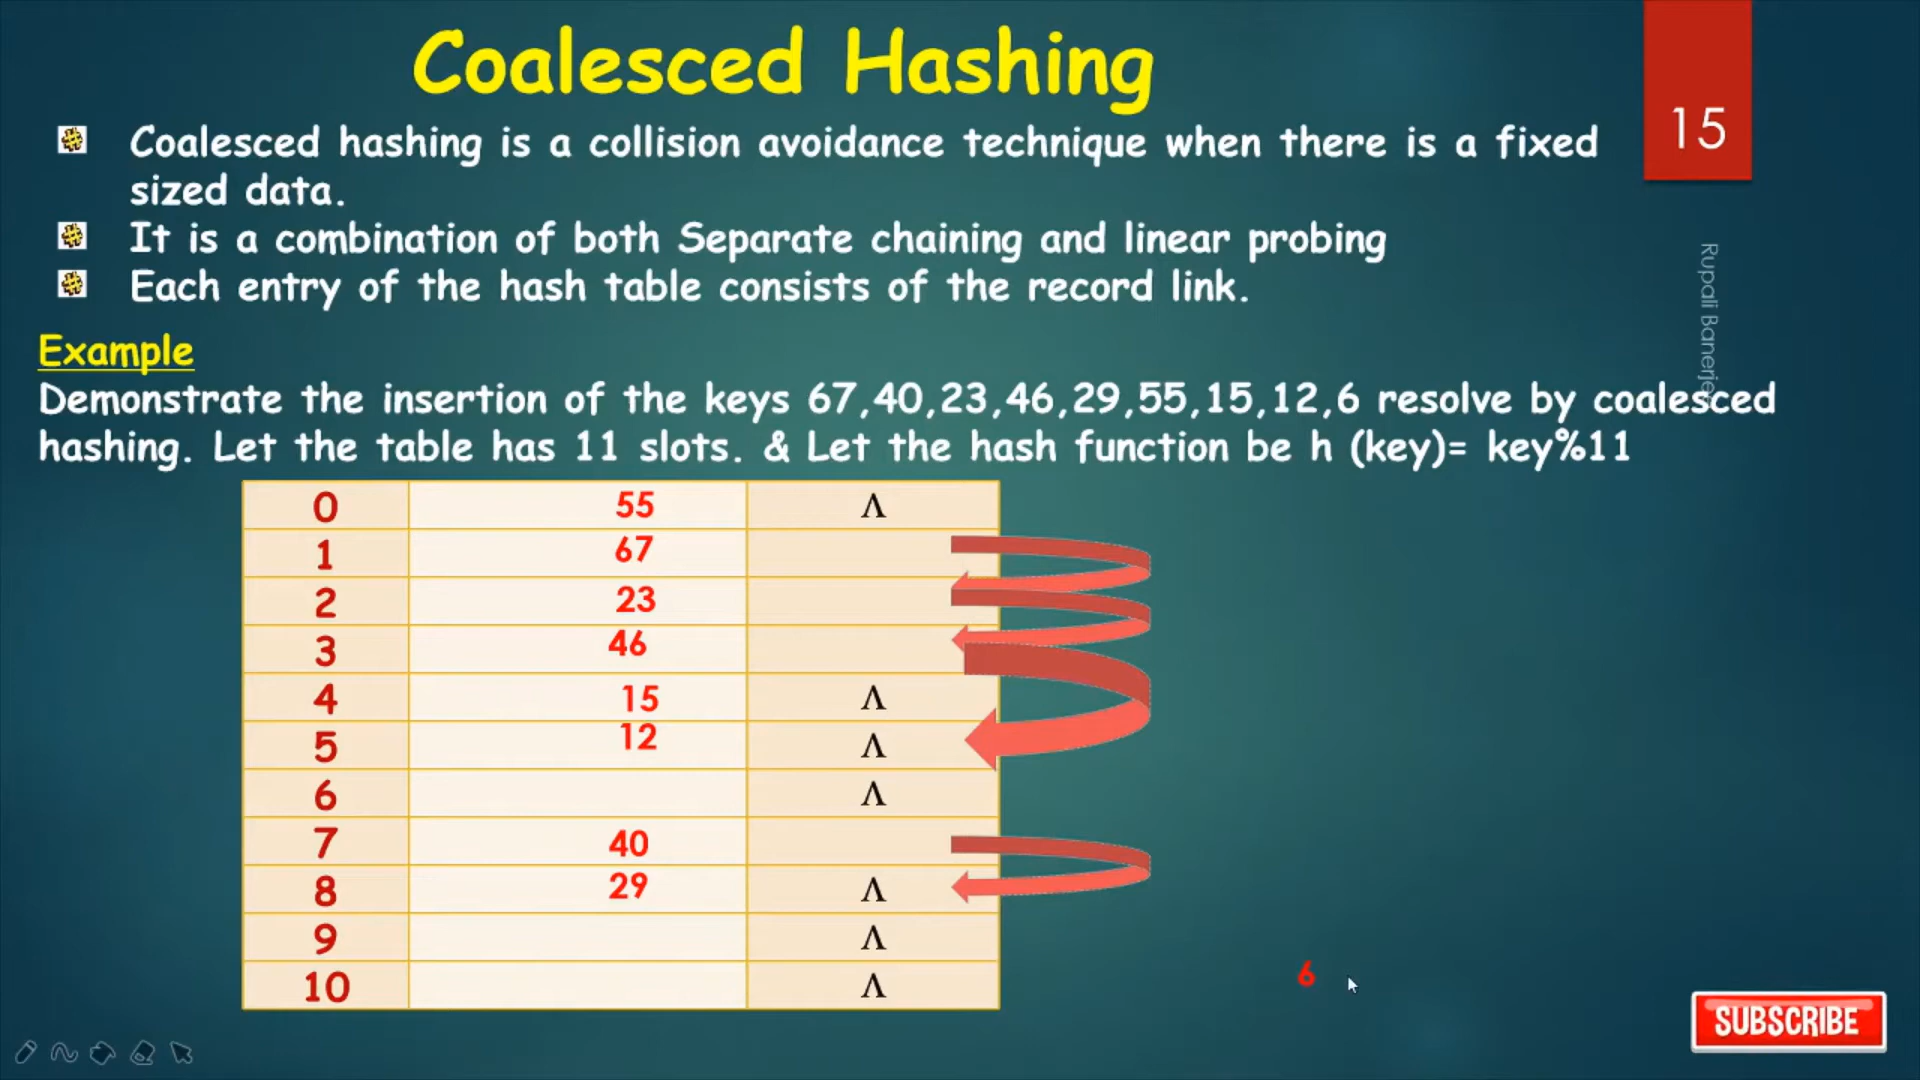 Coalesced Hashing
15
Coalesced hashing is a collision avoidance technique when there is a fixed
sized data.
It is a combination of both Separate chaining and linear probing
Each entry of the hash table consists of the record link.
Example
Demonstrate the insertion of the keys 67,40,23,46,29,55,15,12,6 resolve by coalesced
hashing. Let the table has 11 slots. & Let the hash function be h (key)= key%11
0 55 Λ
1 67
2 23
3 46
4 15 Λ
5 12 Λ
6 Λ
7 40
8 29 Λ
9 Λ
10 Λ
6
Rupali Banerje
SUBSCRIBE